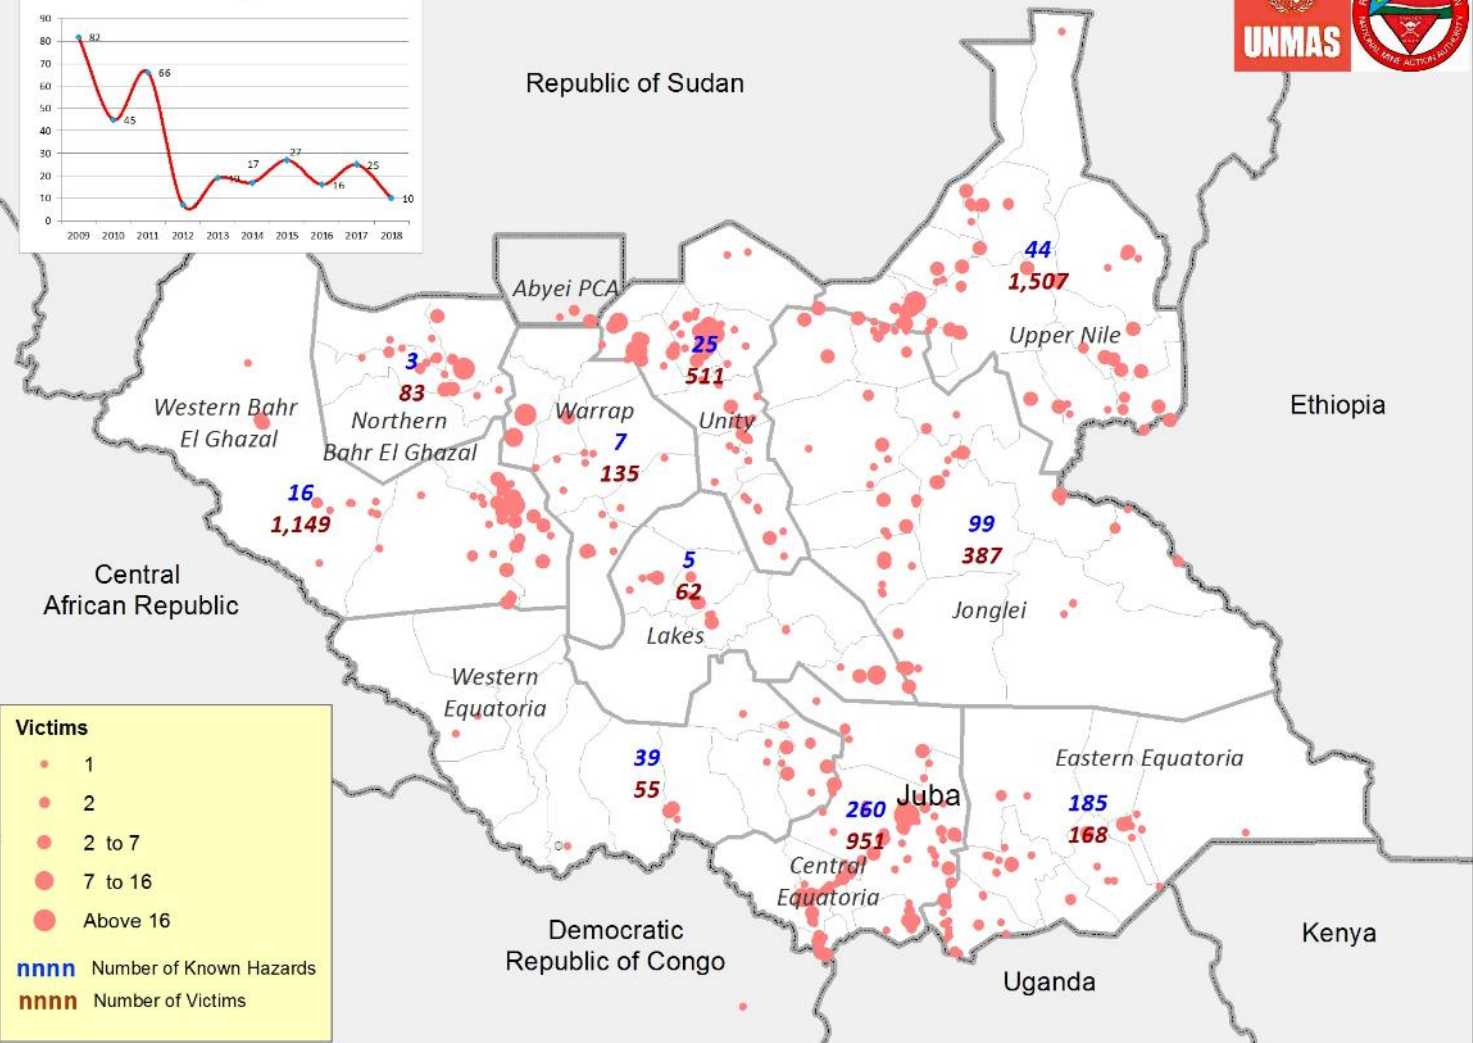 90
80
70
60
50
40
30
20
10
0
82
45
66
19
17
27
16
25
10
2009 2010 2011 2012 2013 2014 2015 2016 2017 2018
UNMAS
NATIONAL MINE ACTION AUTHORITY
Republic of Sudan
Abyei PCA
44
1,507
Upper Nile
3
83
Northern
Bahr El Ghazal
25
511
Unity
Warrap
7
135
Western Bahr
El Ghazal
16
1,149
Ethiopia
99
387
Jonglei
5
62
Lakes
Central
African Republic
Western
Equatoria
39
55
260
951
Juba
Central
Equatoria
Eastern Equatoria
185
168
Democratic
Republic of Congo
Uganda
Kenya
Victims
1
2
2 to 7
7 to 16
Above 16
nnnn Number of Known Hazards
nnnn Number of Victims